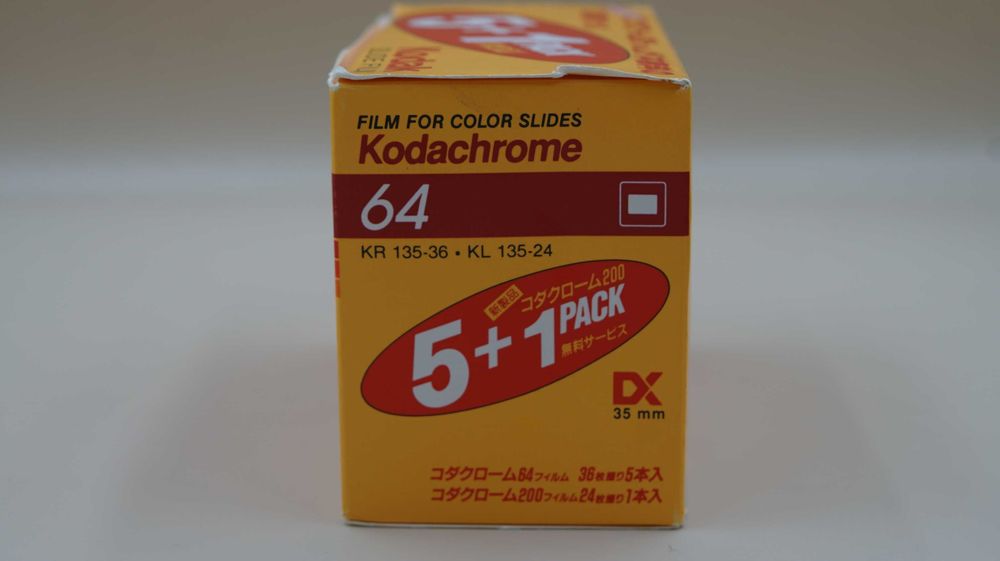 Kodak
FILM FOR COLOR SLIDES
Kodachrome
64
KR 135-36 • KL 135-24
新製品 コダクローム200
5+1 PACK
無料サービス
DX
35 mm
コダクローム64フィルム 36枚撮り5本入
コダクローム200フィルム24枚撮り1本入